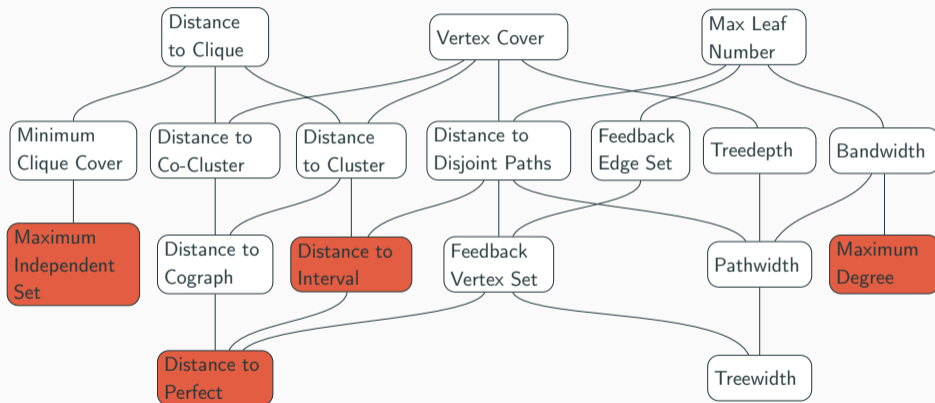 Distance
to Clique
Vertex Cover
Max Leaf
Number
Minimum
Clique Cover
Distance to
Co-Cluster
Distance
to Cluster
Distance to
Disjoint Paths
Feedback
Edge Set
Treedepth
Bandwidth
Maximum
Independent
Set
Distance to
Cograph
Distance to
Interval
Feedback
Vertex Set
Pathwidth
Maximum
Degree
Distance to
Perfect
Treewidth